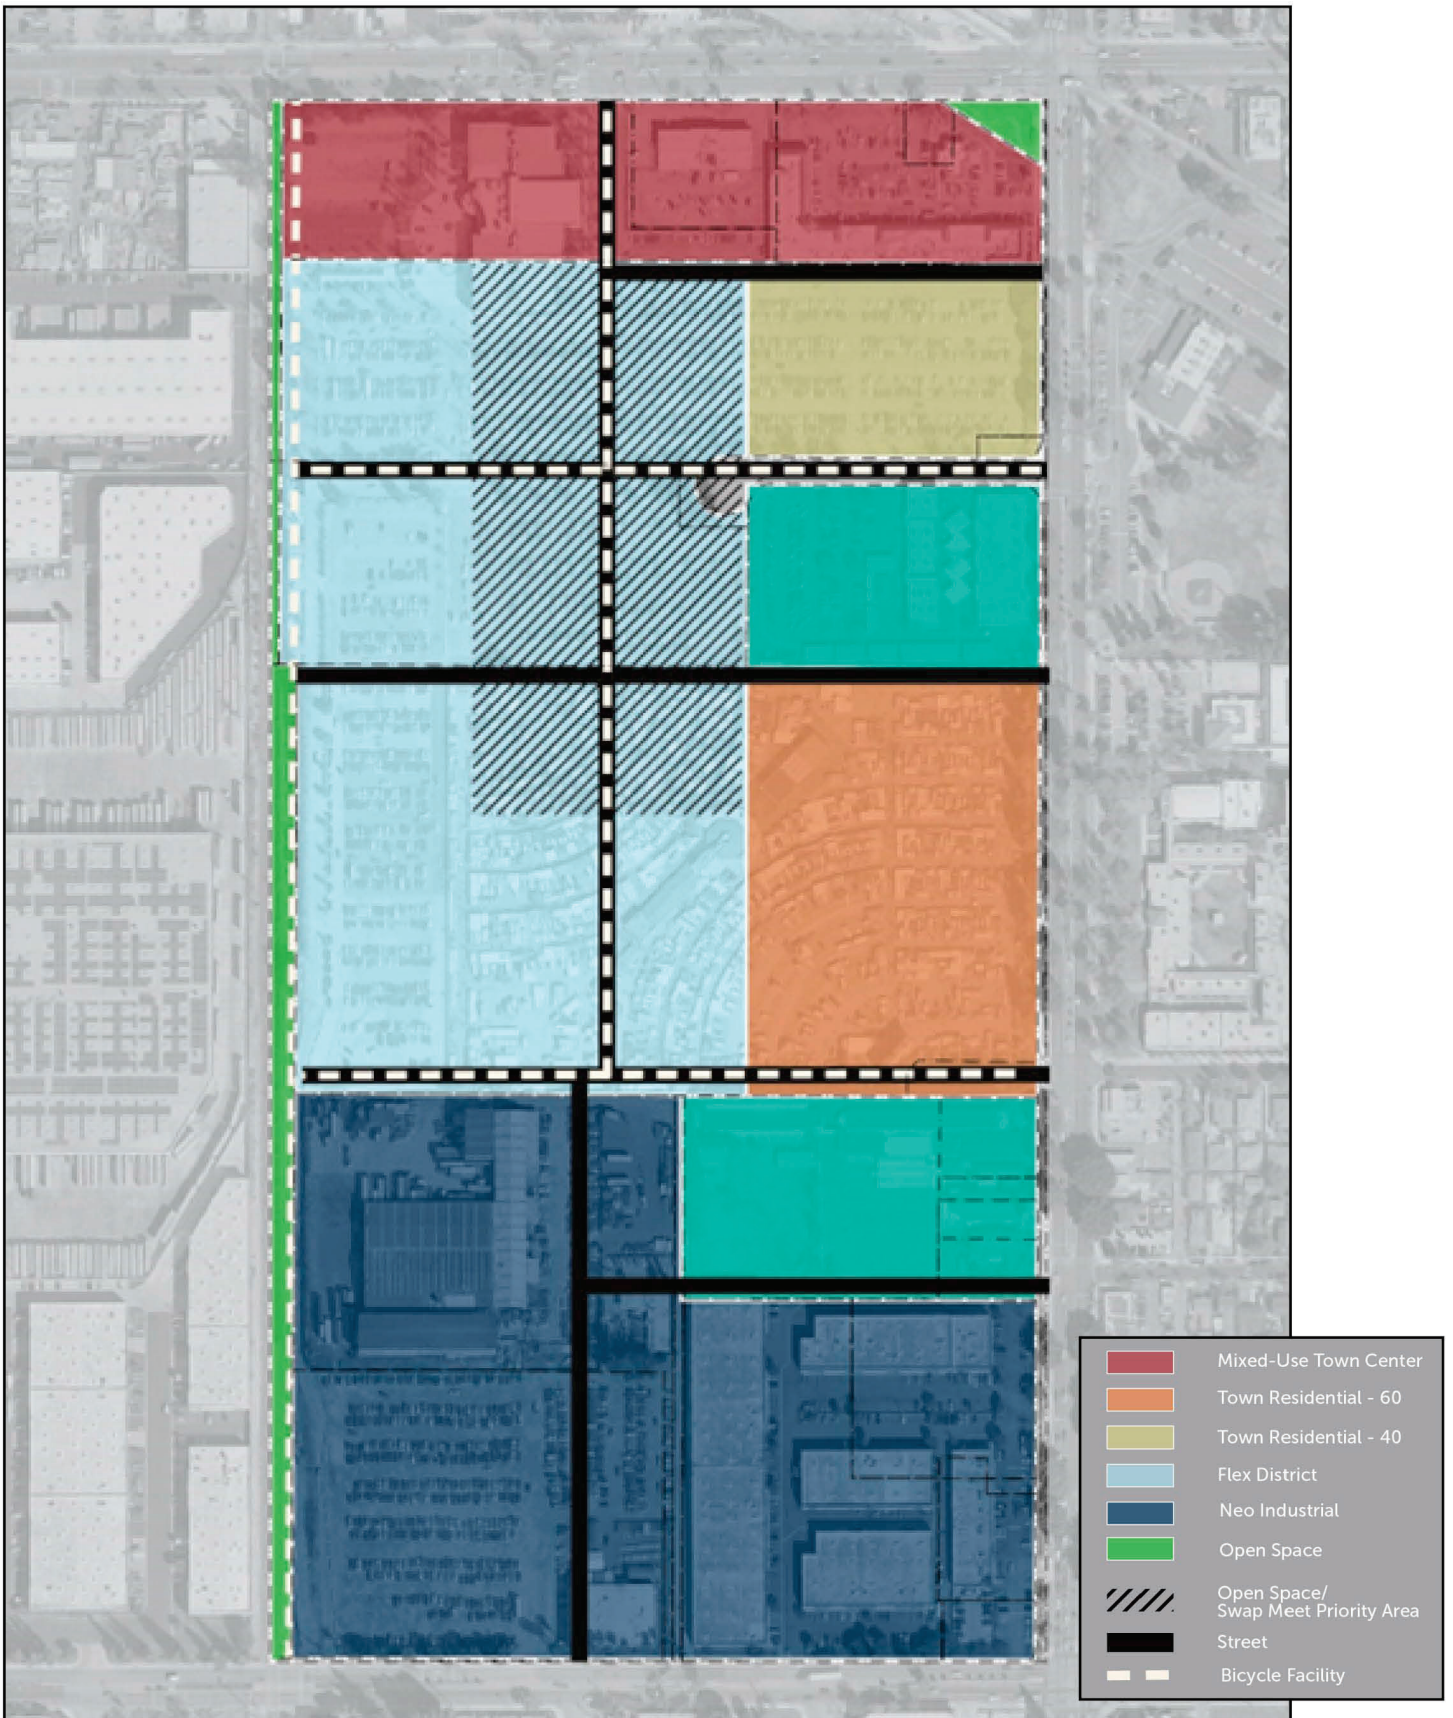 Mixed-Use Town Center
Town Residential - 60
Town Residential - 40
Flex District
Neo Industrial
Open Space
Open Space/
Swap Meet Priority Area
Street
Bicycle Facility